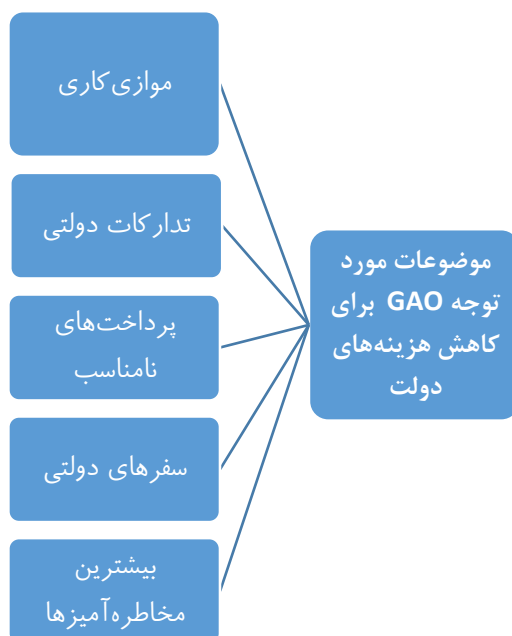 موضوعات مورد
توجه GAO برای
کاهش هزینه‌های
دولت
موازی‌کاری
تدارکات دولتی
پرداخت‌های
نامناسب
سفرهای دولتی
بیشترین
مخاطره‌آمیزها